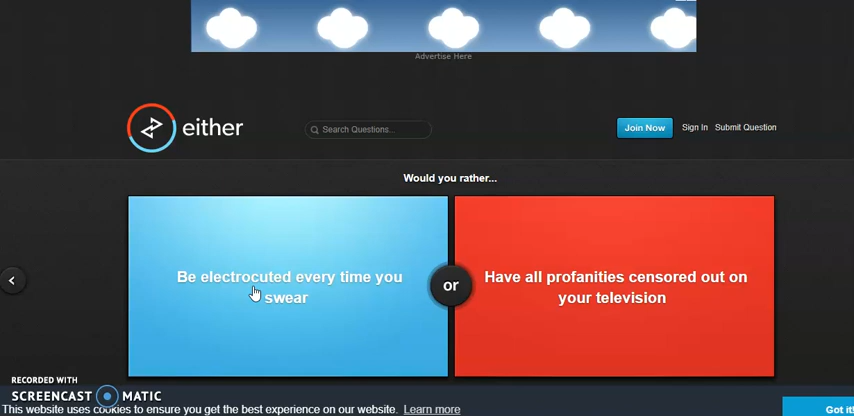 Advertise Here
either
Search Questions...
Join Now
Sign In
Submit Question
Would you rather...
Be electrocuted every time you
swear
or
Have all profanities censored out on
your television
RECORDED WITH
SCREENCAST MATIC
This website uses cookies to ensure you get the best experience on our website. Learn more
Got it!